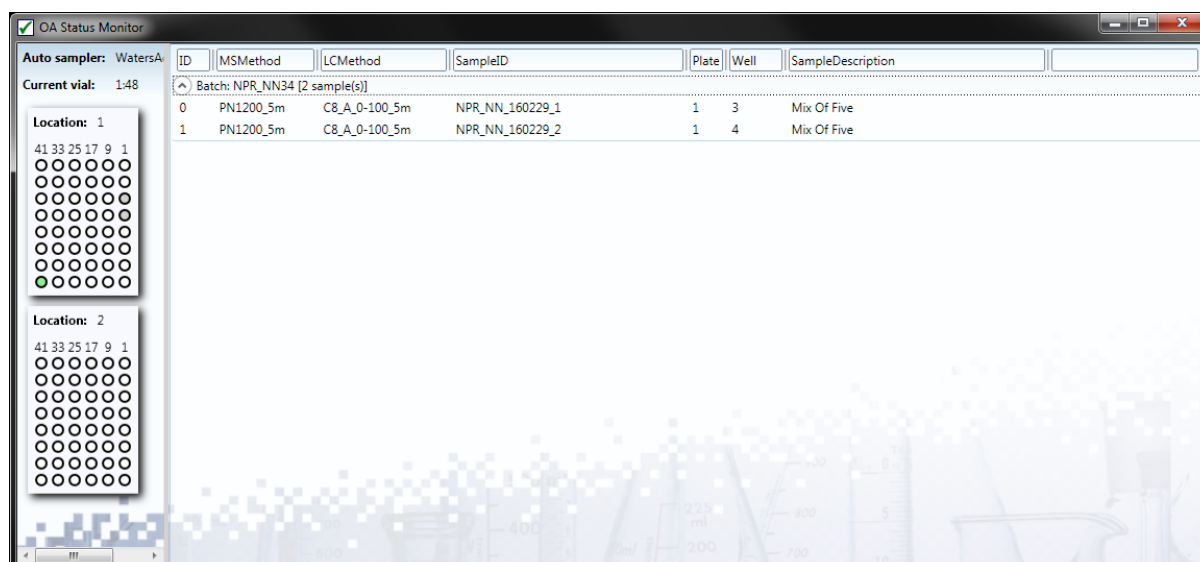 OA Status Monitor
Auto sampler: WatersA
Current vial: 1:48
Location: 1
41 33 25 17 9 1
Location: 2
41 33 25 17 9 1
ID MSMethod LCMethod SampleID Plate Well SampleDescription
Batch: NPR_NN34 [2 sample(s)]
0 PN1200_5m C8_A_0-100_5m NPR_NN_160229_1 1 3 Mix Of Five
1 PN1200_5m C8_A_0-100_5m NPR_NN_160229_2 1 4 Mix Of Five